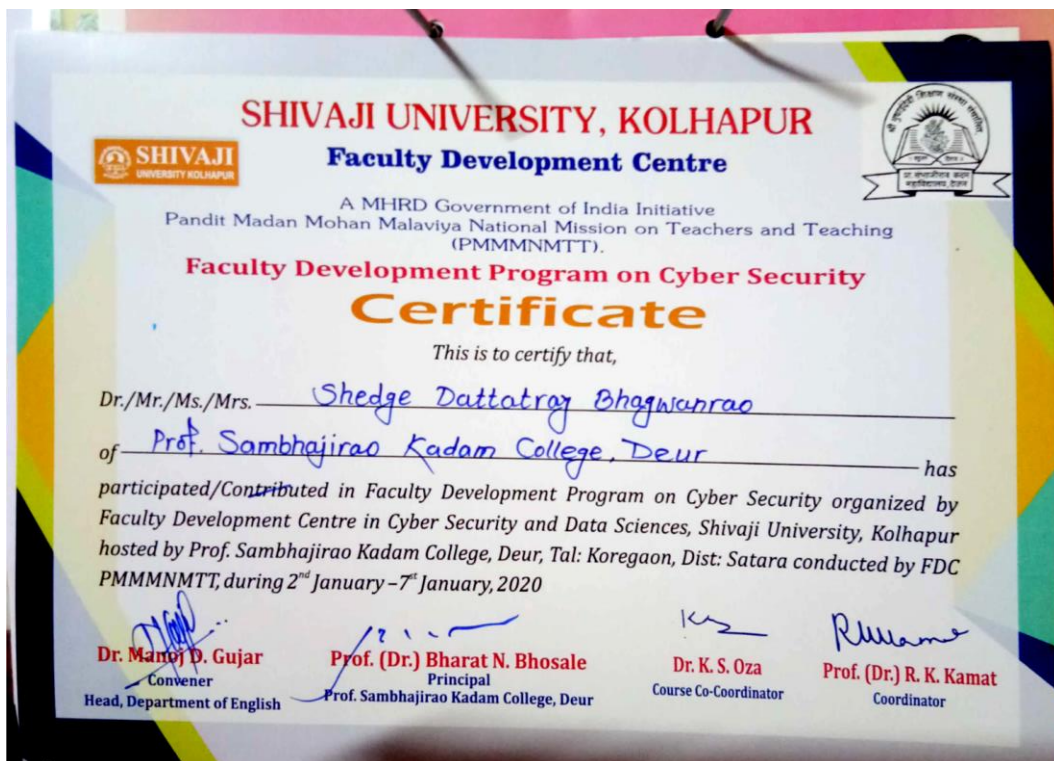 SHIVAJI UNIVERSITY, KOLHAPUR
SHIVAJI
UNIVERSITY KOLHAPUR
Faculty Development Centre
प्रा. संभाजीराव कदम
महाविद्यालय, देऊर
A MHRD Government of India Initiative
Pandit Madan Mohan Malaviya National Mission on Teachers and Teaching
(PMMMNMTT).
Faculty Development Program on Cyber Security
Certificate
This is to certify that,
Dr./Mr./Ms./Mrs. Shedge Dattatray Bhagwanrao
of Prof. Sambhajirao Kadam College, Deur has
participated/Contributed in Faculty Development Program on Cyber Security organized by
Faculty Development Centre in Cyber Security and Data Sciences, Shivaji University, Kolhapur
hosted by Prof. Sambhajirao Kadam College, Deur, Tal: Koregaon, Dist: Satara conducted by FDC
PMMMNMTT, during 2nd January – 7st January, 2020
Dr. Manoj D. Gujar
Convener
Head, Department of English
Prof. (Dr.) Bharat N. Bhosale
Principal
Prof. Sambhajirao Kadam College, Deur
Dr. K. S. Oza
Course Co-Coordinator
Prof. (Dr.) R. K. Kamat
Coordinator